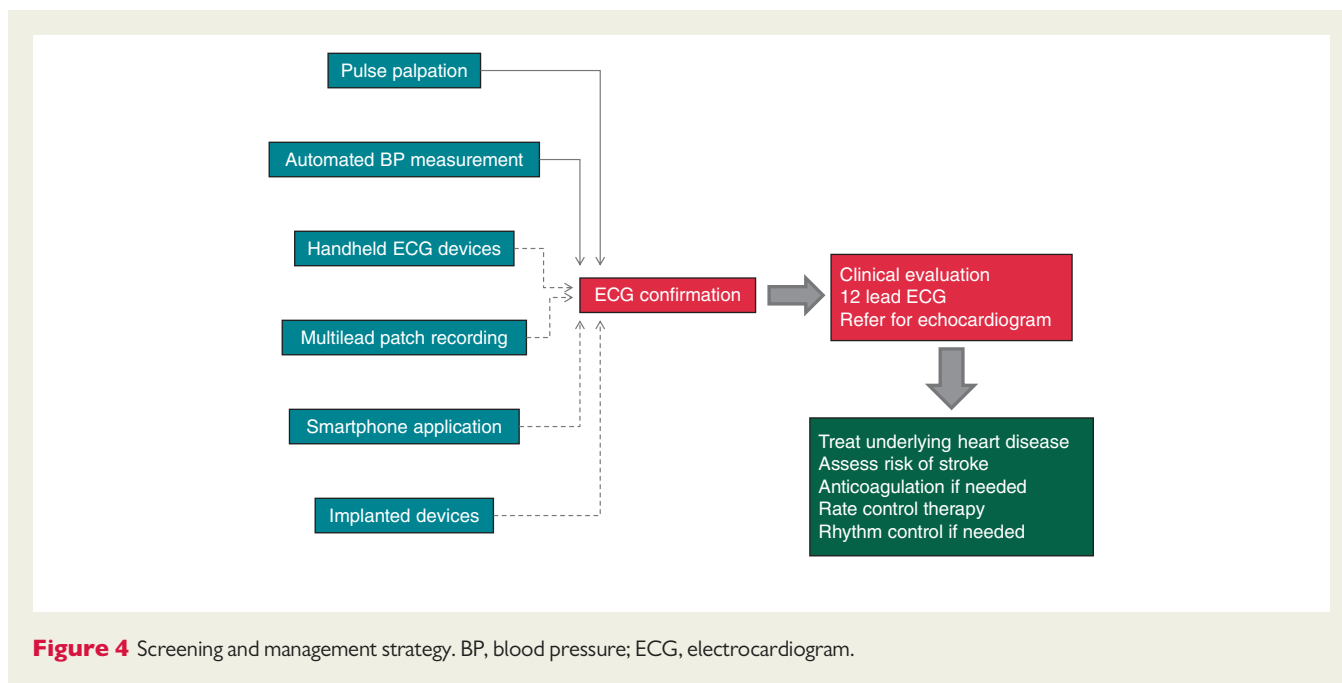 Pulse palpation
Automated BP measurement
Handheld ECG devices
Multilead patch recording
Smartphone application
Implanted devices
ECG confirmation
Clinical evaluation
12 lead ECG
Refer for echocardiogram
Treat underlying heart disease
Assess risk of stroke
Anticoagulation if needed
Rate control therapy
Rhythm control if needed
Figure 4 Screening and management strategy. BP, blood pressure; ECG, electrocardiogram.